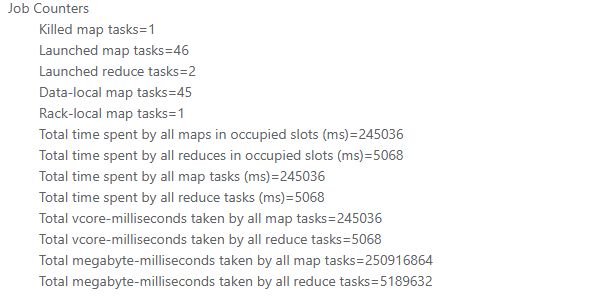 Job Counters
Killed map tasks=1
Launched map tasks=46
Launched reduce tasks=2
Data-local map tasks=45
Rack-local map tasks=1
Total time spent by all maps in occupied slots (ms)=245036
Total time spent by all reduces in occupied slots (ms)=5068
Total time spent by all map tasks (ms)=245036
Total time spent by all reduce tasks (ms)=5068
Total vcore-milliseconds taken by all map tasks=245036
Total vcore-milliseconds taken by all reduce tasks=5068
Total megabyte-milliseconds taken by all map tasks=250916864
Total megabyte-milliseconds taken by all reduce tasks=5189632